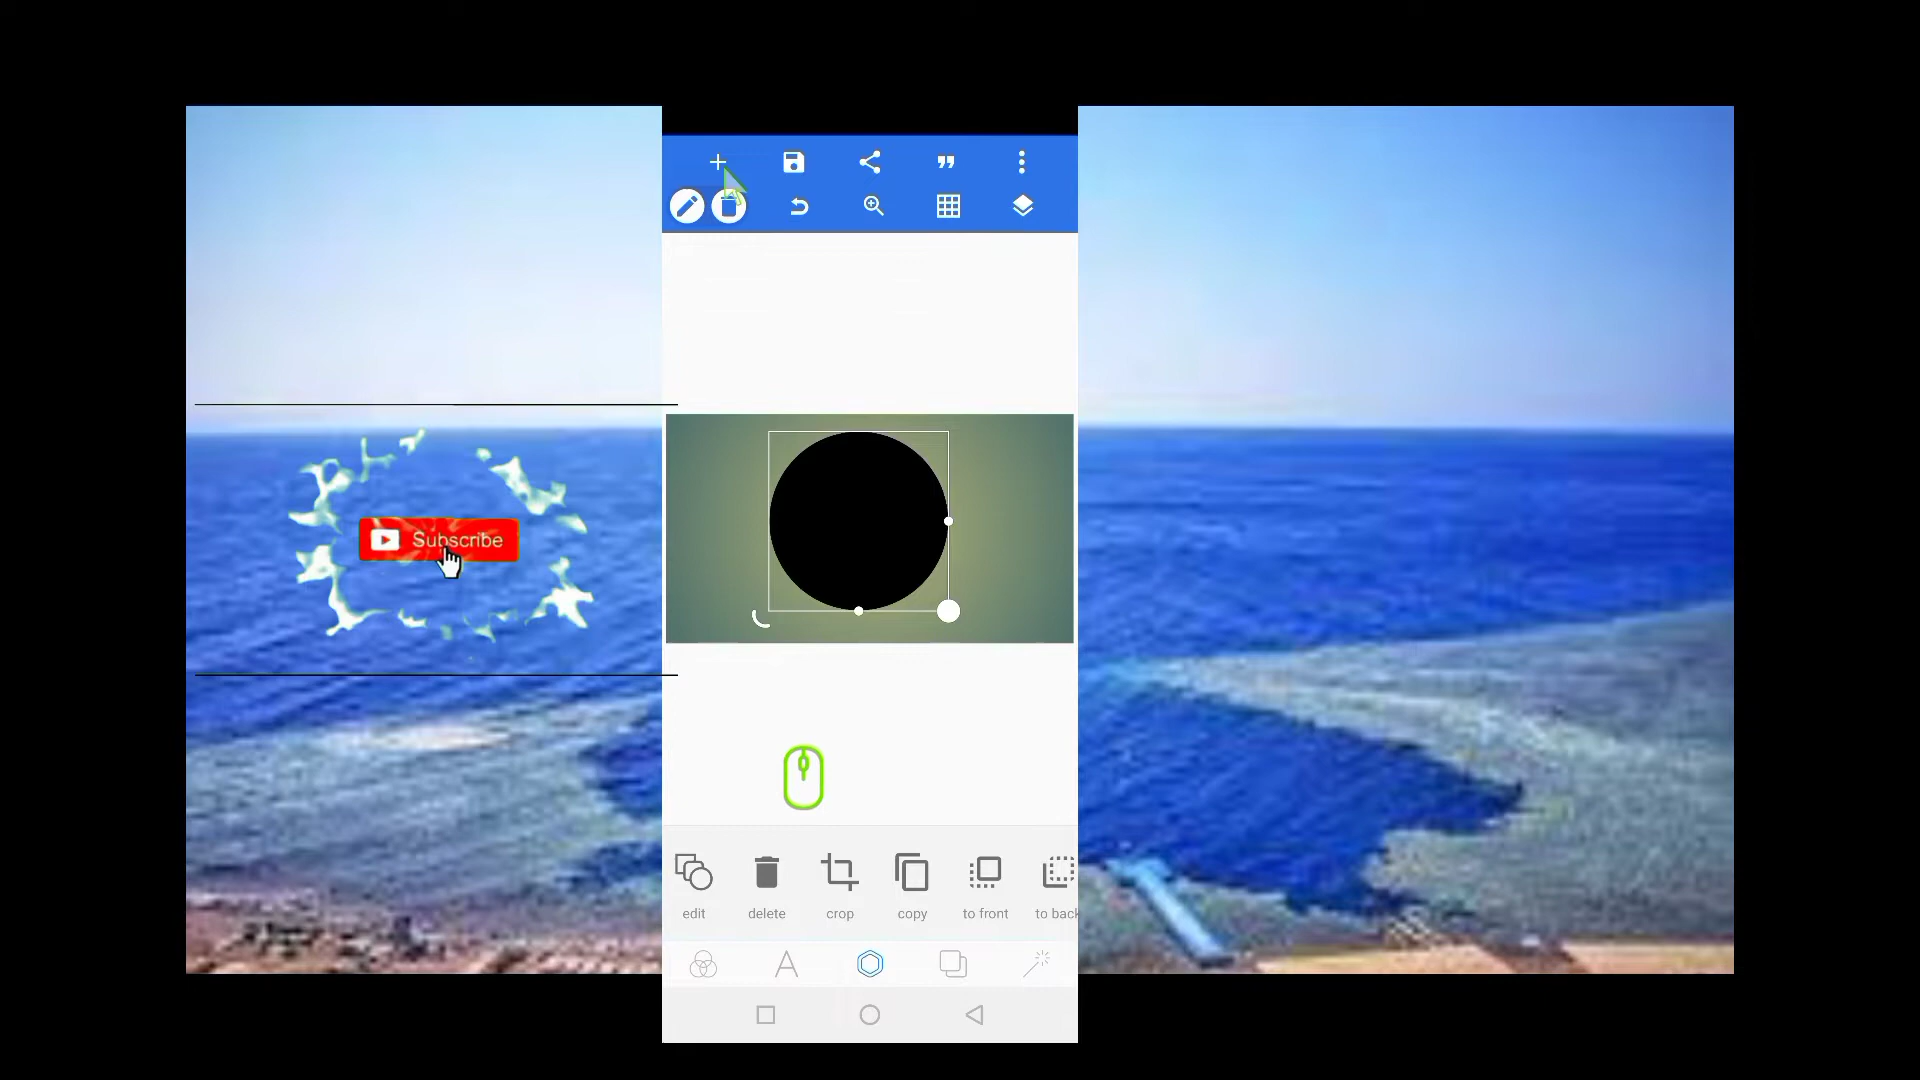 Subscribe
edit
delete
crop
copy
to front
to back